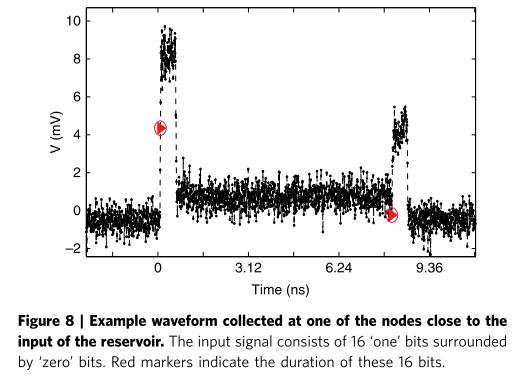 10
8
6
4
2
0
−2
V (mV)
0 3.12 6.24 9.36
Time (ns)
Figure 8 | Example waveform collected at one of the nodes close to the
input of the reservoir. The input signal consists of 16 ‘one’ bits surrounded
by ‘zero’ bits. Red markers indicate the duration of these 16 bits.